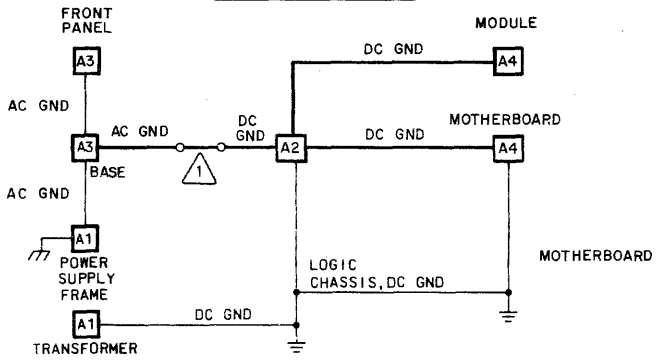 FRONT
PANEL
MODULE
A3
DC GND
A4
AC GND
AC GND
DC
GND
MOTHERBOARD
DC GND
A3
A2
A4
BASE
1
AC GND
A1
POWER
SUPPLY
FRAME
LOGIC
CHASSIS, DC GND
MOTHERBOARD
A1
DC GND
TRANSFORMER